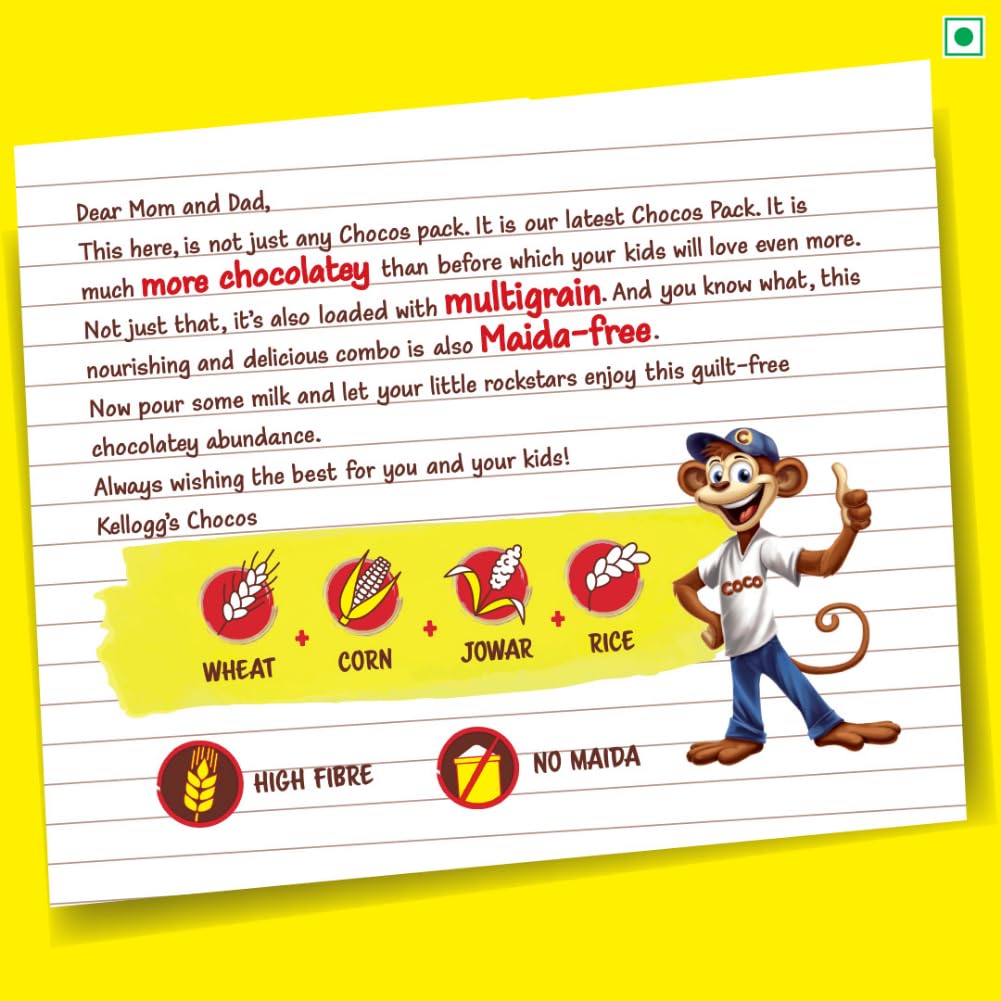 Dear Mom and Dad,
This here, is not just any Chocos pack. It is our latest Chocos Pack. It is
much more chocolatey than before which your kids will love even more.
Not just that, it's also loaded with multigrain. And you know what, this
nourishing and delicious combo is also Maida-free.
Now pour some milk and let your little rockstars enjoy this guilt-free
chocolatey abundance.
Always wishing the best for you and your kids!
Kellogg's Chocos
C
COCO
WHEAT + CORN + JOWAR + RICE
HIGH FIBRE NO MAIDA